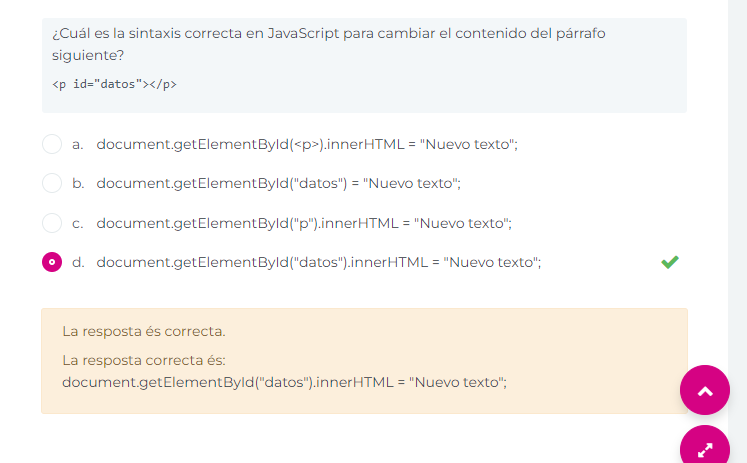 ¿Cuál es la sintaxis correcta en JavaScript para cambiar el contenido del párrafo
siguiente?
<p id="datos"></p>
a. document.getElementById(<p>).innerHTML = "Nuevo texto";
b. document.getElementById("datos") = "Nuevo texto";
c. document.getElementById("p").innerHTML = "Nuevo texto";
d. document.getElementById("datos").innerHTML = "Nuevo texto";
La resposta és correcta.
La resposta correcta és:
document.getElementById("datos").innerHTML = "Nuevo texto";